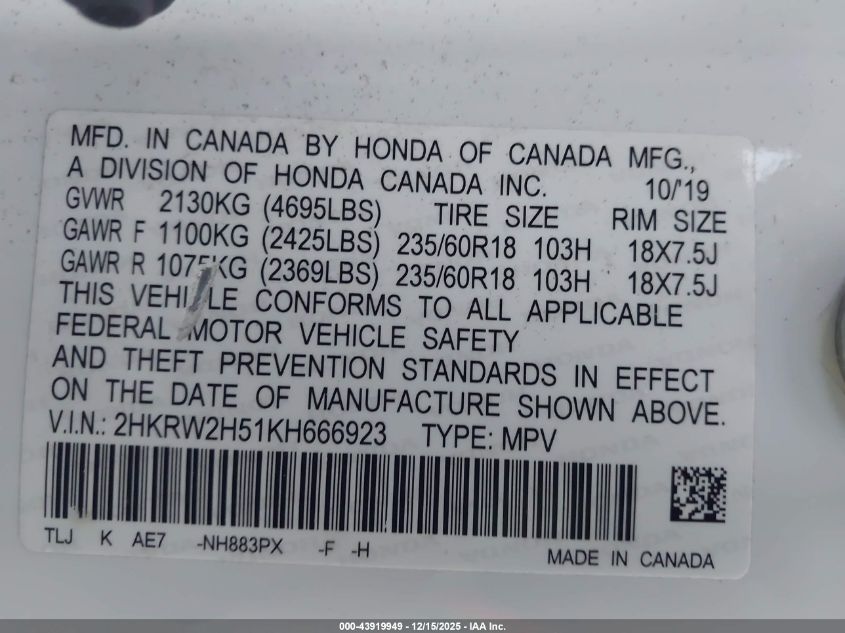 MFD. IN CANADA BY HONDA OF CANADA MFG.,
A DIVISION OF HONDA CANADA INC. 10/'19
GVWR 2130KG (4695LBS) TIRE SIZE RIM SIZE
GAWR F 1100KG (2425LBS) 235/60R18 103H 18X7.5J
GAWR R 1075KG (2369LBS) 235/60R18 103H 18X7.5J
THIS VEHICLE CONFORMS TO ALL APPLICABLE
FEDERAL MOTOR VEHICLE SAFETY
AND THEFT PREVENTION STANDARDS IN EFFECT
ON THE DATE OF MANUFACTURE SHOWN ABOVE.
V.I.N.: 2HKRW2H51KH666923 TYPE: MPV
TLJ K AE7 -NH883PX -F -H
MADE IN CANADA
000-43919949 - 12/15/2025 - IAA Inc.